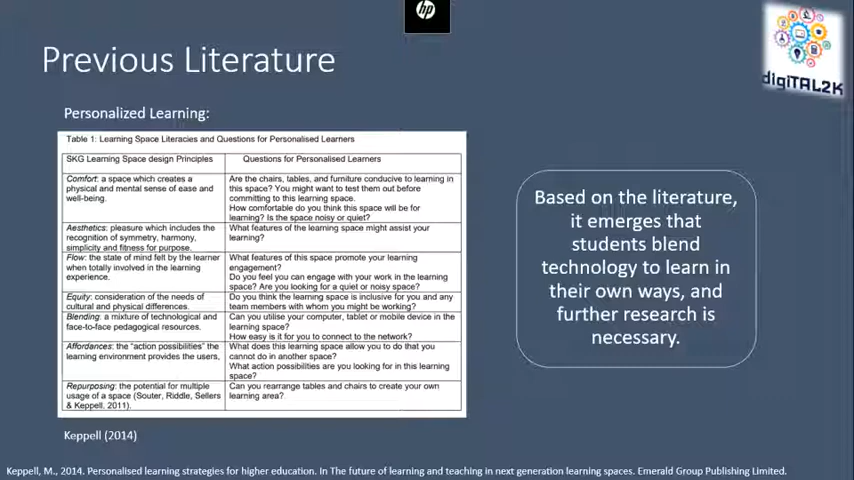 hp
Previous Literature
digiTAL2K
Personalized Learning:
Table 1: Learning Space Literacies and Questions for Personalised Learners
SKG Learning Space design Principles
Questions for Personalised Learners
Comfort: a space which creates a
physical and mental sense of ease and
well-being.
Are the chairs, tables, and furniture conducive to learning in
this space? You might want to test them out before
committing to this learning space.
How comfortable do you think this space will be for
learning? Is the space noisy or quiet?
Aesthetics: pleasure which includes the
recognition of symmetry, harmony,
simplicity and fitness for purpose.
What features of the learning space might assist your
learning?
Flow: the state of mind felt by the learner
when totally involved in the learning
experience.
What features of this space promote your learning
engagement?
Do you feel you can engage with your work in the learning
space? Are you looking for a quiet or noisy space?
Equity: consideration of the needs of
cultural and physical differences.
Do you think the learning space is inclusive for you and any
team members with whom you might be working?
Blending: a mixture of technological and
face-to-face pedagogical resources.
Can you utilise your computer, tablet or mobile device in the
learning space?
How easy is it for you to connect to the network?
Affordances: the “action possibilities” the
learning environment provides the users,
What does this learning space allow you to do that you
cannot do in another space?
What action possibilities are you looking for in this learning
space?
Repurposing: the potential for multiple
usage of a space (Souter, Riddle, Sellers
& Keppell, 2011).
Can you rearrange tables and chairs to create your own
learning area?
Based on the literature,
it emerges that
students blend
technology to learn in
their own ways, and
further research is
necessary.
Keppell (2014)
Keppell, M., 2014. Personalised learning strategies for higher education. In The future of learning and teaching in next generation learning spaces. Emerald Group Publishing Limited.